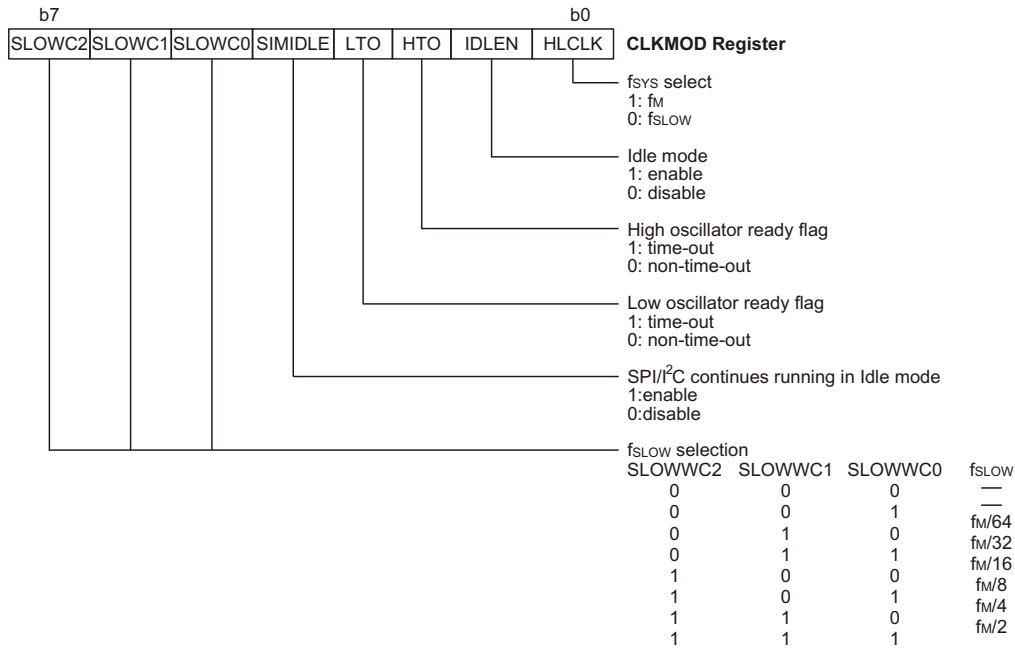 b7 b0
SLOWC2 SLOWC1 SLOWC0 SIMIDLE LTO HTO IDLEN HLCLK CLKMOD Register
fSYS select
1: fM
0: fSLOW
Idle mode
1: enable
0: disable
High oscillator ready flag
1: time-out
0: non-time-out
Low oscillator ready flag
1: time-out
0: non-time-out
SPI/I²C continues running in Idle mode
1:enable
0:disable
fSLOW selection
SLOWWC2 SLOWWC1 SLOWWC0 fSLOW
0 0 0 —
0 0 1 —
0 1 0 fM/64
0 1 1 fM/32
1 0 0 fM/16
1 0 1 fM/8
1 1 0 fM/4
1 1 1 fM/2